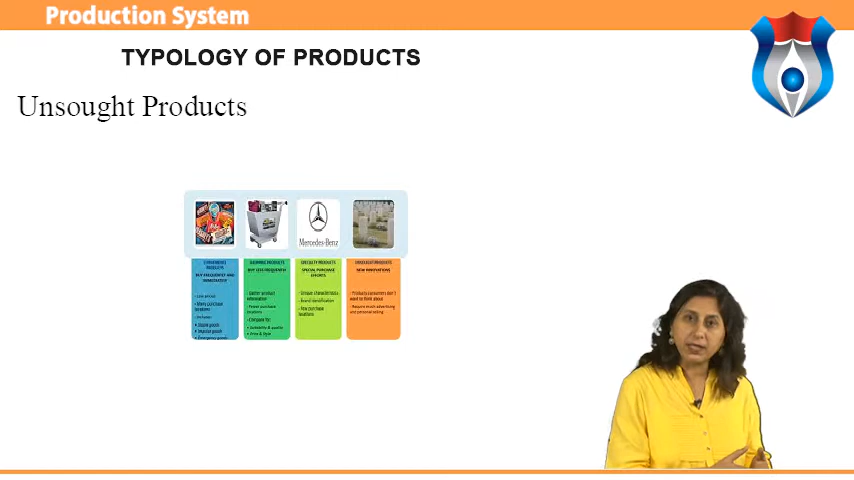 Production System
TYPOLOGY OF PRODUCTS
Unsought Products
Mercedes-Benz
CONVENIENCE
PRODUCTS
BUY FREQUENTLY AND
IMMEDIATELY
- Low priced
- Many purchase
locations
- Includes:
• Staple goods
• Impulse goods
• Emergency goods
SHOPPING PRODUCTS
BUY LESS FREQUENTLY
- Gather product
information
- Fewer purchase
locations
- Compare for:
• Suitability & quality
• Price & Style
SPECIALTY PRODUCTS
SPECIAL PURCHASE
EFFORTS
- Unique characteristics
- Brand identification
- Few purchase
locations
UNSOUGHT PRODUCTS
NEW INNOVATIONS
- Products consumers don't
want to think about
- Require much advertising
and personal selling